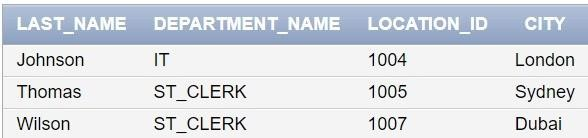 LAST_NAME DEPARTMENT_NAME LOCATION_ID CITY
Johnson IT 1004 London
Thomas ST_CLERK 1005 Sydney
Wilson ST_CLERK 1007 Dubai